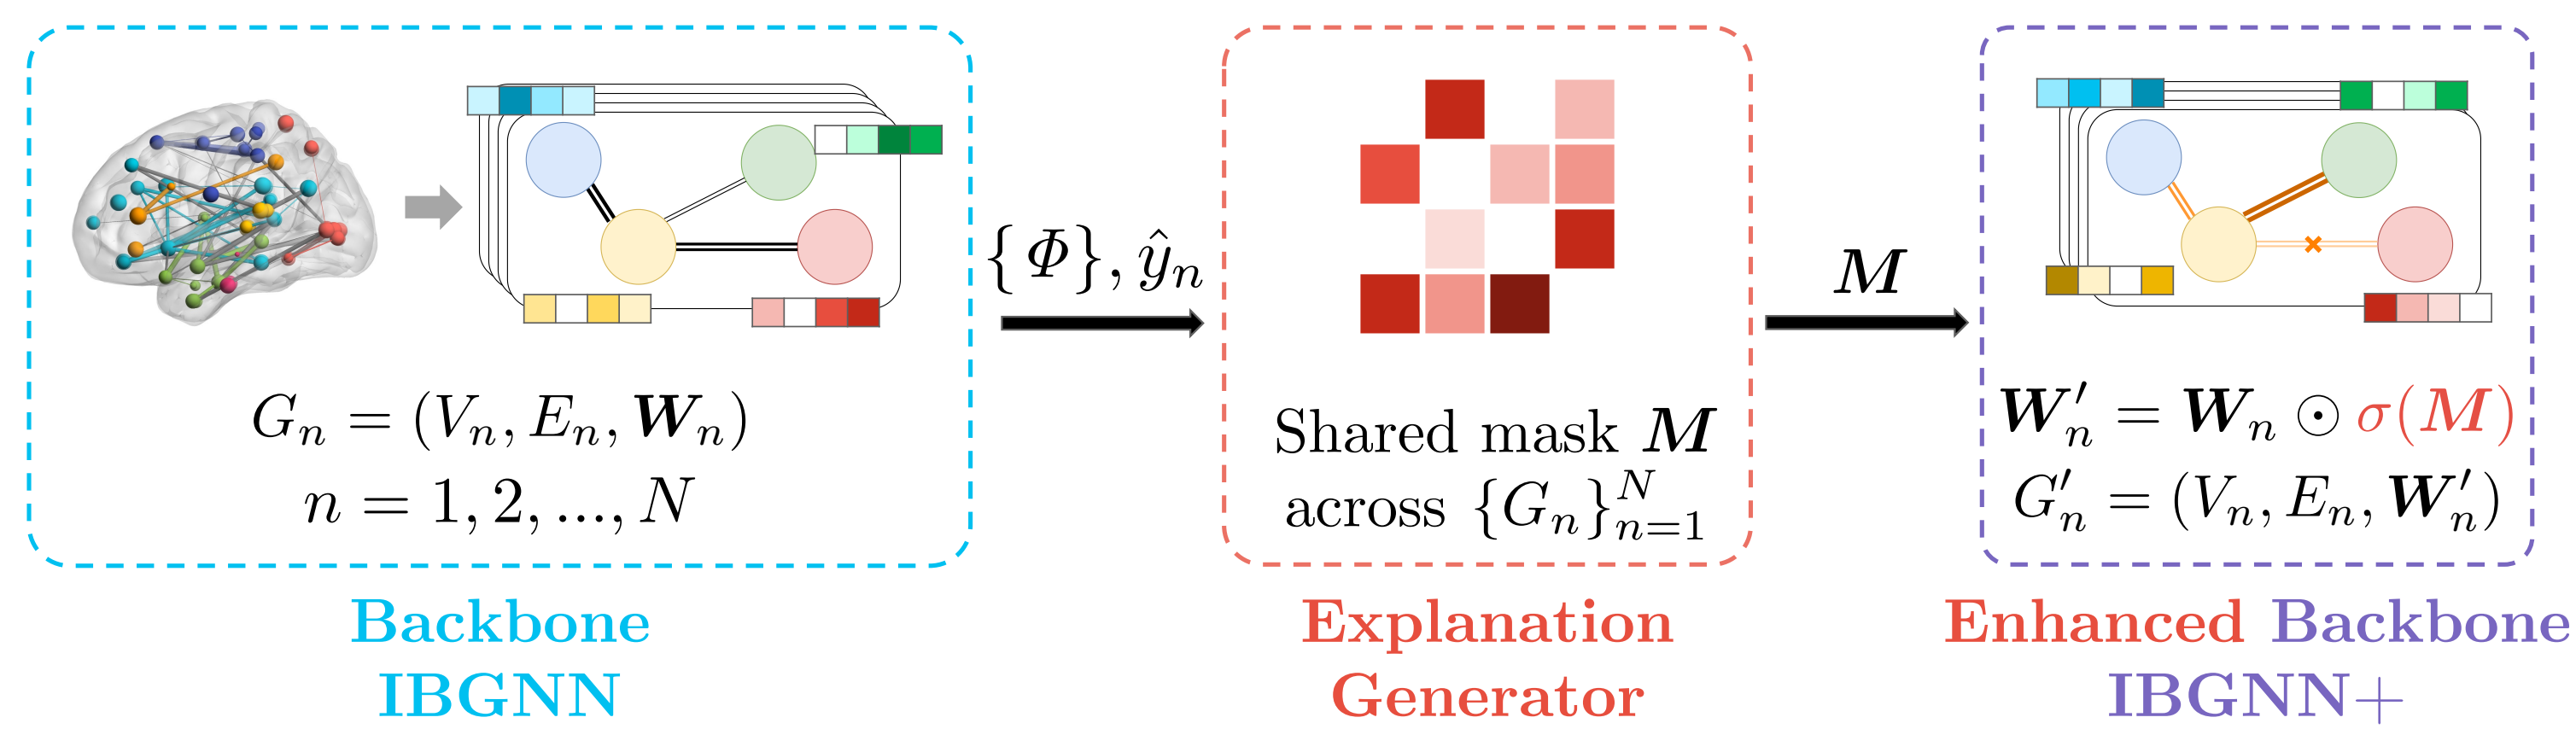 G_n = (V_n, E_n, W_n)
n = 1, 2, ..., N
Backbone
IBGNN
{Φ}, ŷ_n
Shared mask M
across {G_n}_{n=1}^N
Explanation
Generator
M
W'_n = W_n ⊙ σ(M)
G'_n = (V_n, E_n, W'_n)
Enhanced Backbone
IBGNN+